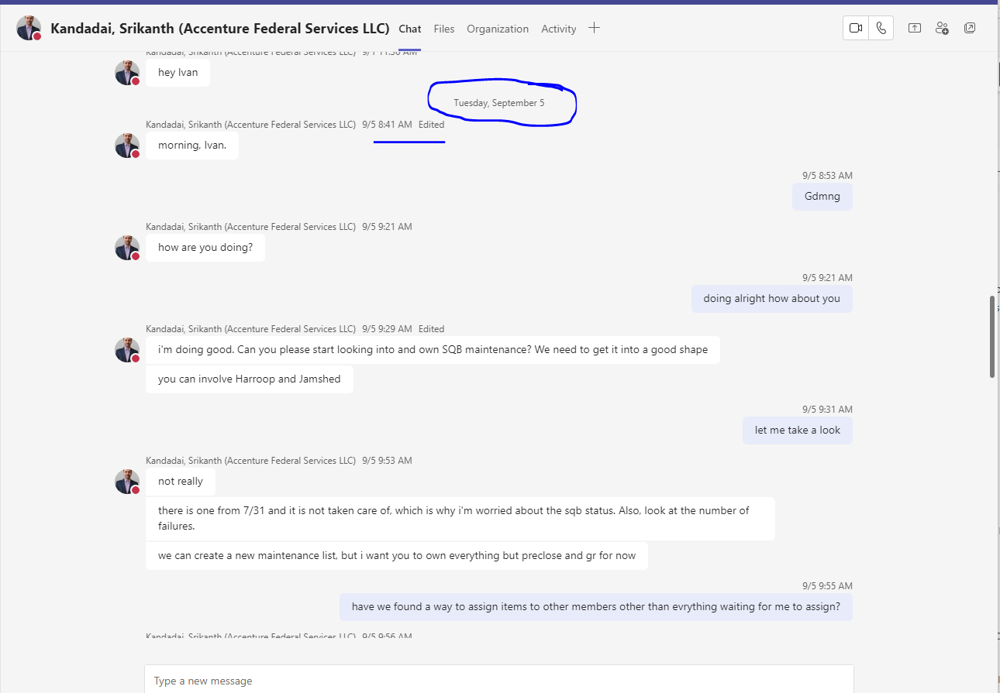 Kandadai, Srikanth (Accenture Federal Services LLC) Chat Files Organization Activity
Kandadai, Srikanth (Accenture Federal Services LLC) 9/1 11:36 AM
hey Ivan
Tuesday, September 5
Kandadai, Srikanth (Accenture Federal Services LLC) 9/5 8:41 AM Edited
morning, Ivan.
9/5 8:53 AM
Gdmng
Kandadai, Srikanth (Accenture Federal Services LLC) 9/5 9:21 AM
how are you doing?
9/5 9:21 AM
doing alright how about you
Kandadai, Srikanth (Accenture Federal Services LLC) 9/5 9:29 AM Edited
i'm doing good. Can you please start looking into and own SQB maintenance? We need to get it into a good shape
you can involve Harroop and Jamshed
9/5 9:31 AM
let me take a look
Kandadai, Srikanth (Accenture Federal Services LLC) 9/5 9:53 AM
not really
there is one from 7/31 and it is not taken care of, which is why i'm worried about the sqb status. Also, look at the number of
failures.
we can create a new maintenance list, but i want you to own everything but preclose and gr for now
9/5 9:55 AM
have we found a way to assign items to other members other than evrything waiting for me to assign?
Kandadai, Srikanth (Accenture Federal Services LLC) 9/5 9:56 AM
Type a new message